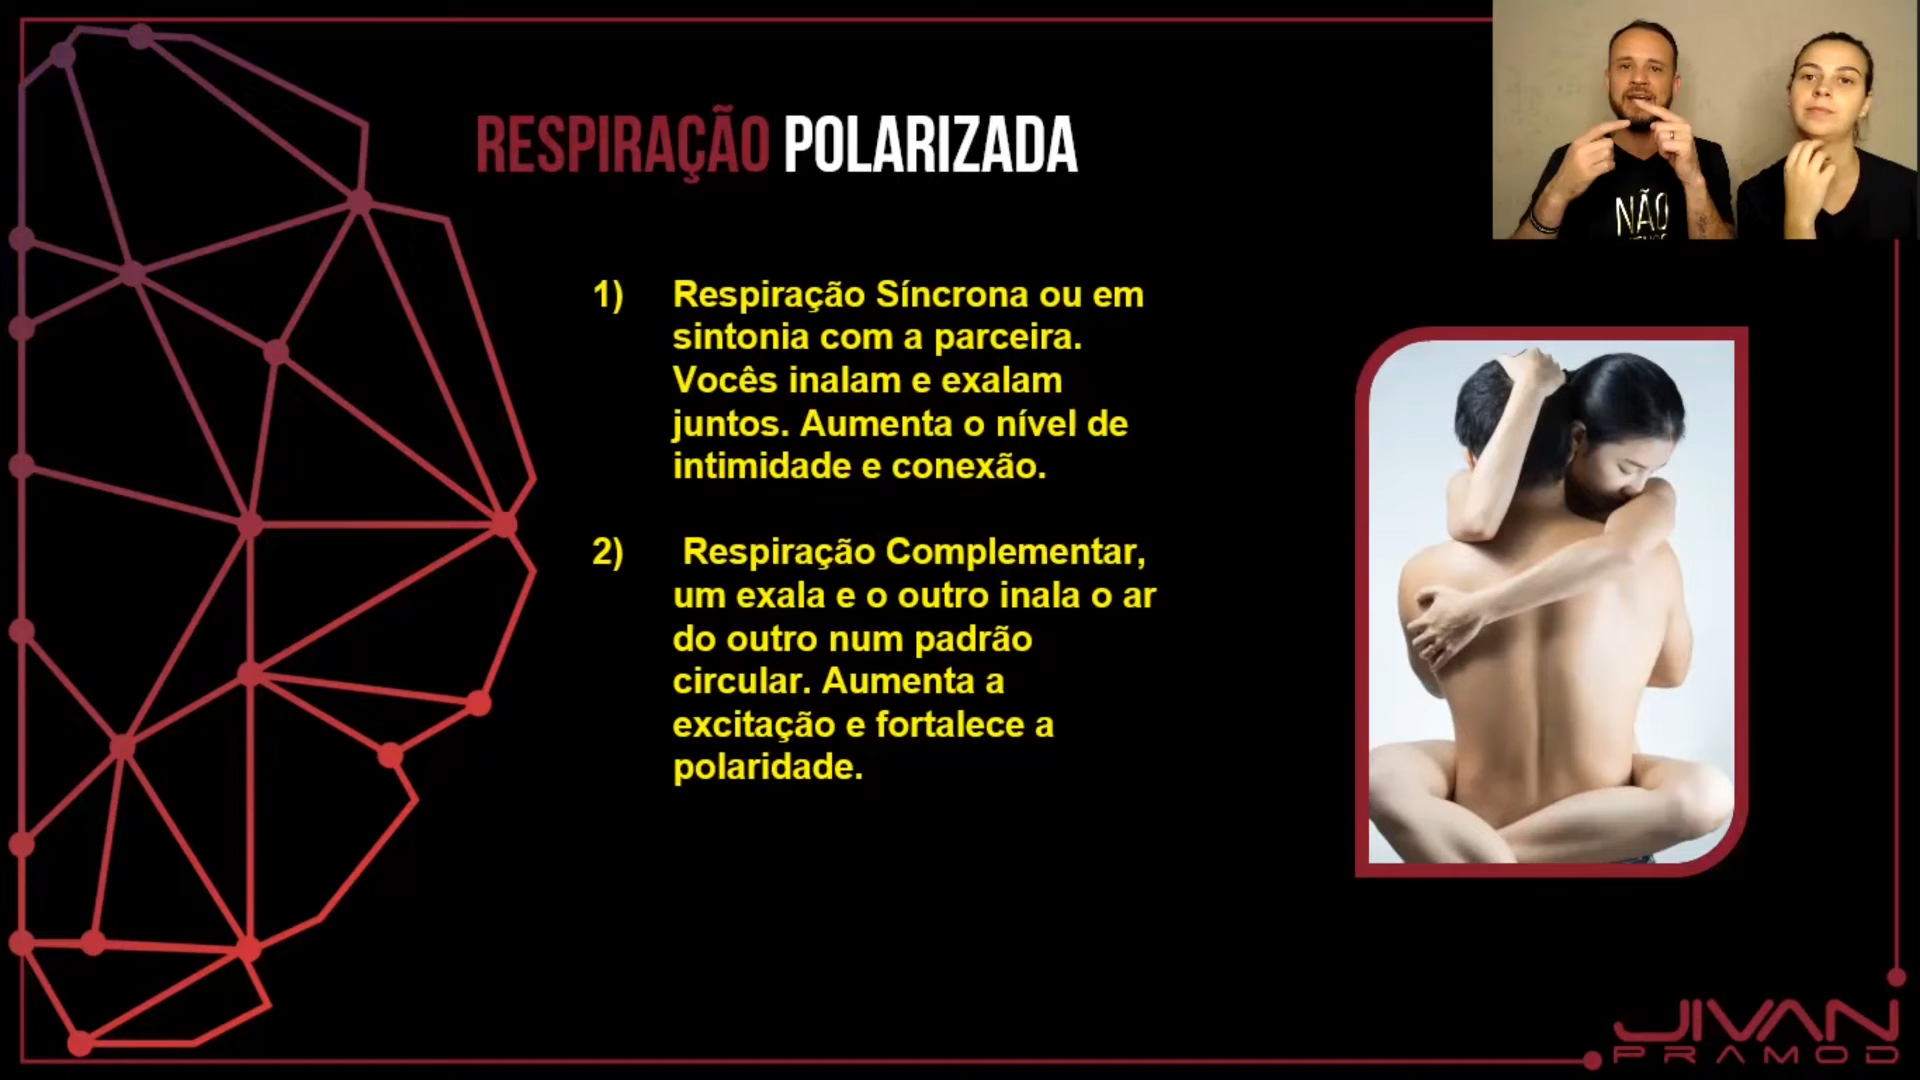 RESPIRAÇÃO POLARIZADA
NÃO
1) Respiração Síncrona ou em
sintonia com a parceira.
Vocês inalam e exalam
juntos. Aumenta o nível de
intimidade e conexão.
2) Respiração Complementar,
um exala e o outro inala o ar
do outro num padrão
circular. Aumenta a
excitação e fortalece a
polaridade.
JIVAN
PRAMOD